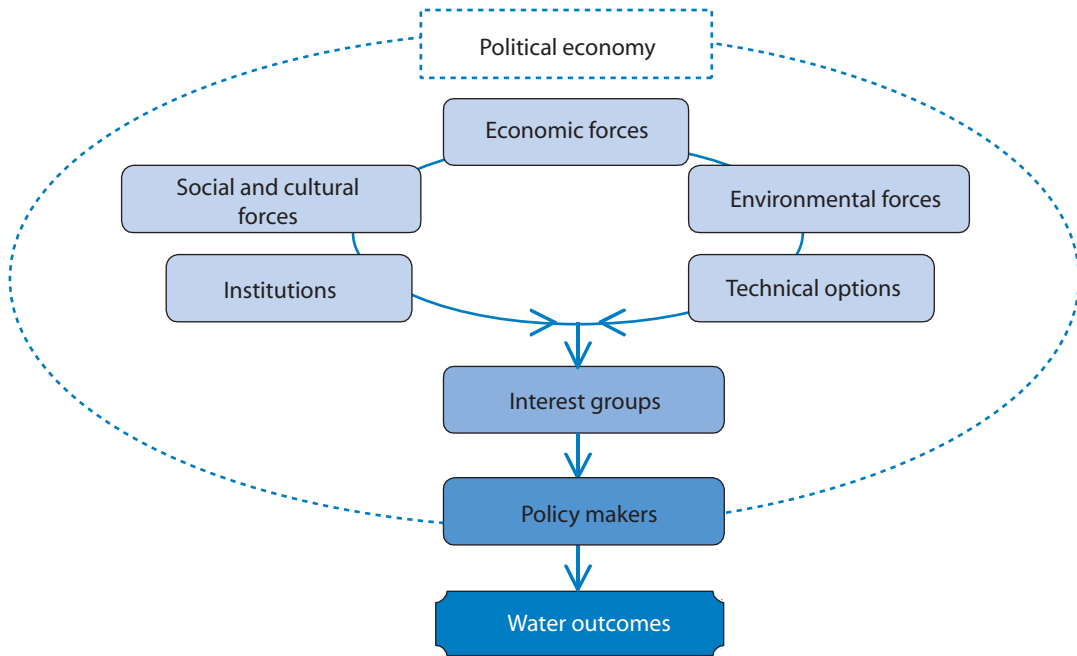 Political economy
Economic forces
Social and cultural
forces
Environmental forces
Institutions
Technical options
Interest groups
Policy makers
Water outcomes